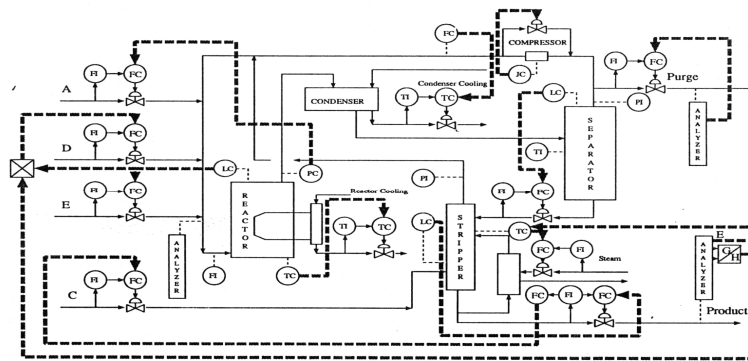 FC
COMPRESSOR
FI
FC
FI
FC
A
JC
Purge
Condenser Cooling
LC
PI
TI
TC
CONDENSER
FI
FC
D
SEPARATOR
ANALYZER
LC
PC
PI
TI
FI
FC
E
REACTOR
Reactor Cooling
FI
FC
ANALYZER
TI
TC
LC
STRIPPER
TC
FC
FI
ANALYZER
E
G
H
FI
TC
Steam
FI
FC
C
FC
FI
FC
Product